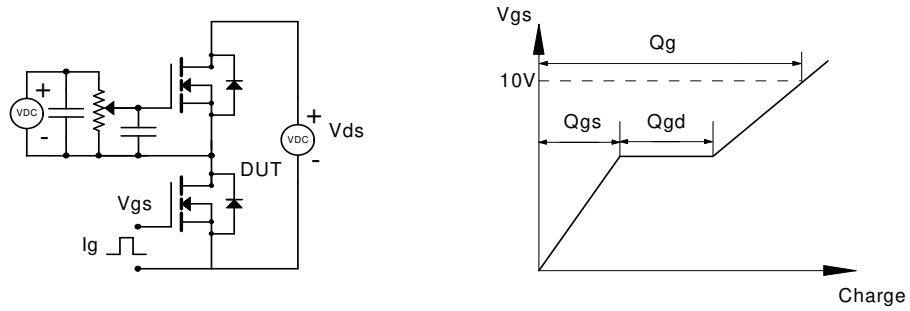 +
VDC
-
Vgs
Ig
DUT
+
VDC
-
Vds
Vgs
Qg
10V
Qgs
Qgd
Charge